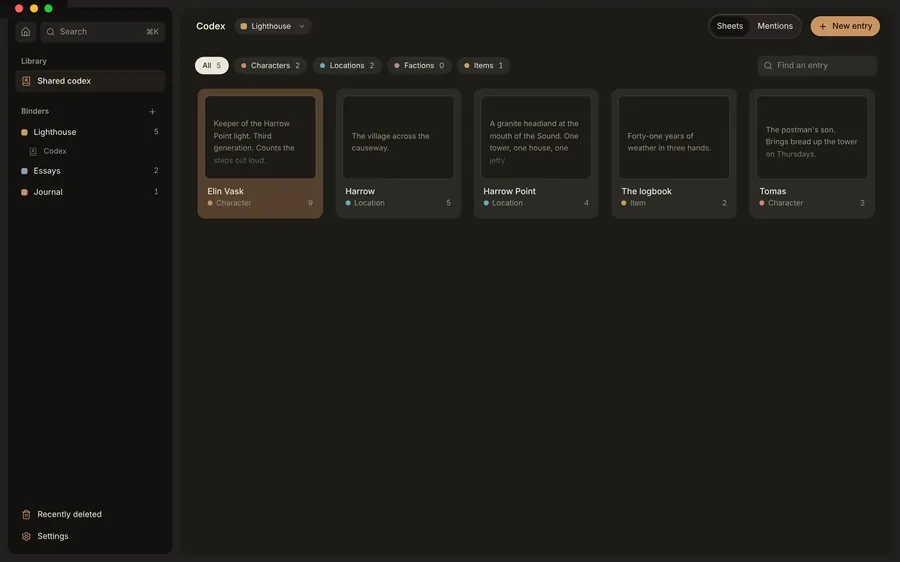 Search ⌘K
Library
Shared codex
Binders
Lighthouse 5
Codex
Essays 2
Journal 1
Recently deleted
Settings
Codex Lighthouse Sheets Mentions + New entry
All 5 Characters 2 Locations 2 Factions 0 Items 1 Find an entry
Keeper of the Harrow
Point light. Third
generation. Counts the
steps out loud.
Elin Vask
Character 9
The village across the
causeway.
Harrow
Location 5
A granite headland at the
mouth of the Sound. One
tower, one house, one
jetty.
Harrow Point
Location 4
Forty-one years of
weather in three hands.
The logbook
Item 2
The postman's son.
Brings bread up the tower
on Thursdays.
Tomas
Character 3